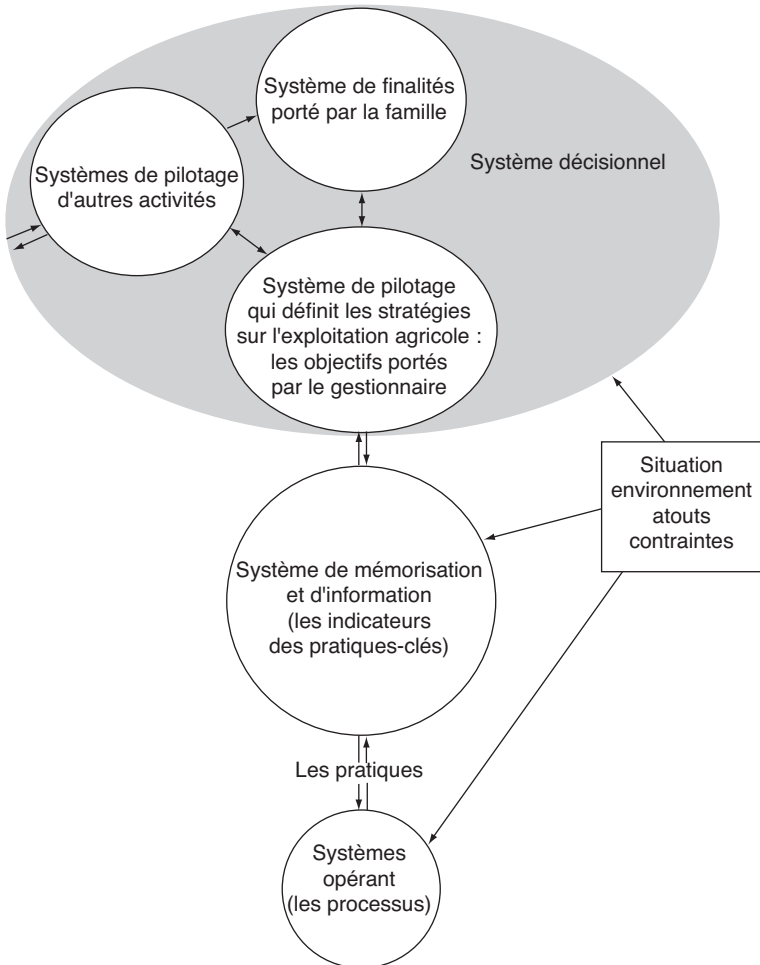 Système de finalités
porté par la famille
Système décisionnel
Systèmes de pilotage
d'autres activités
Système de pilotage
qui définit les stratégies
sur l'exploitation agricole :
les objectifs portés
par le gestionnaire
Situation
environnement
atouts
contraintes
Système de mémorisation
et d'information
(les indicateurs
des pratiques-clés)
Les pratiques
Systèmes
opérant
(les processus)